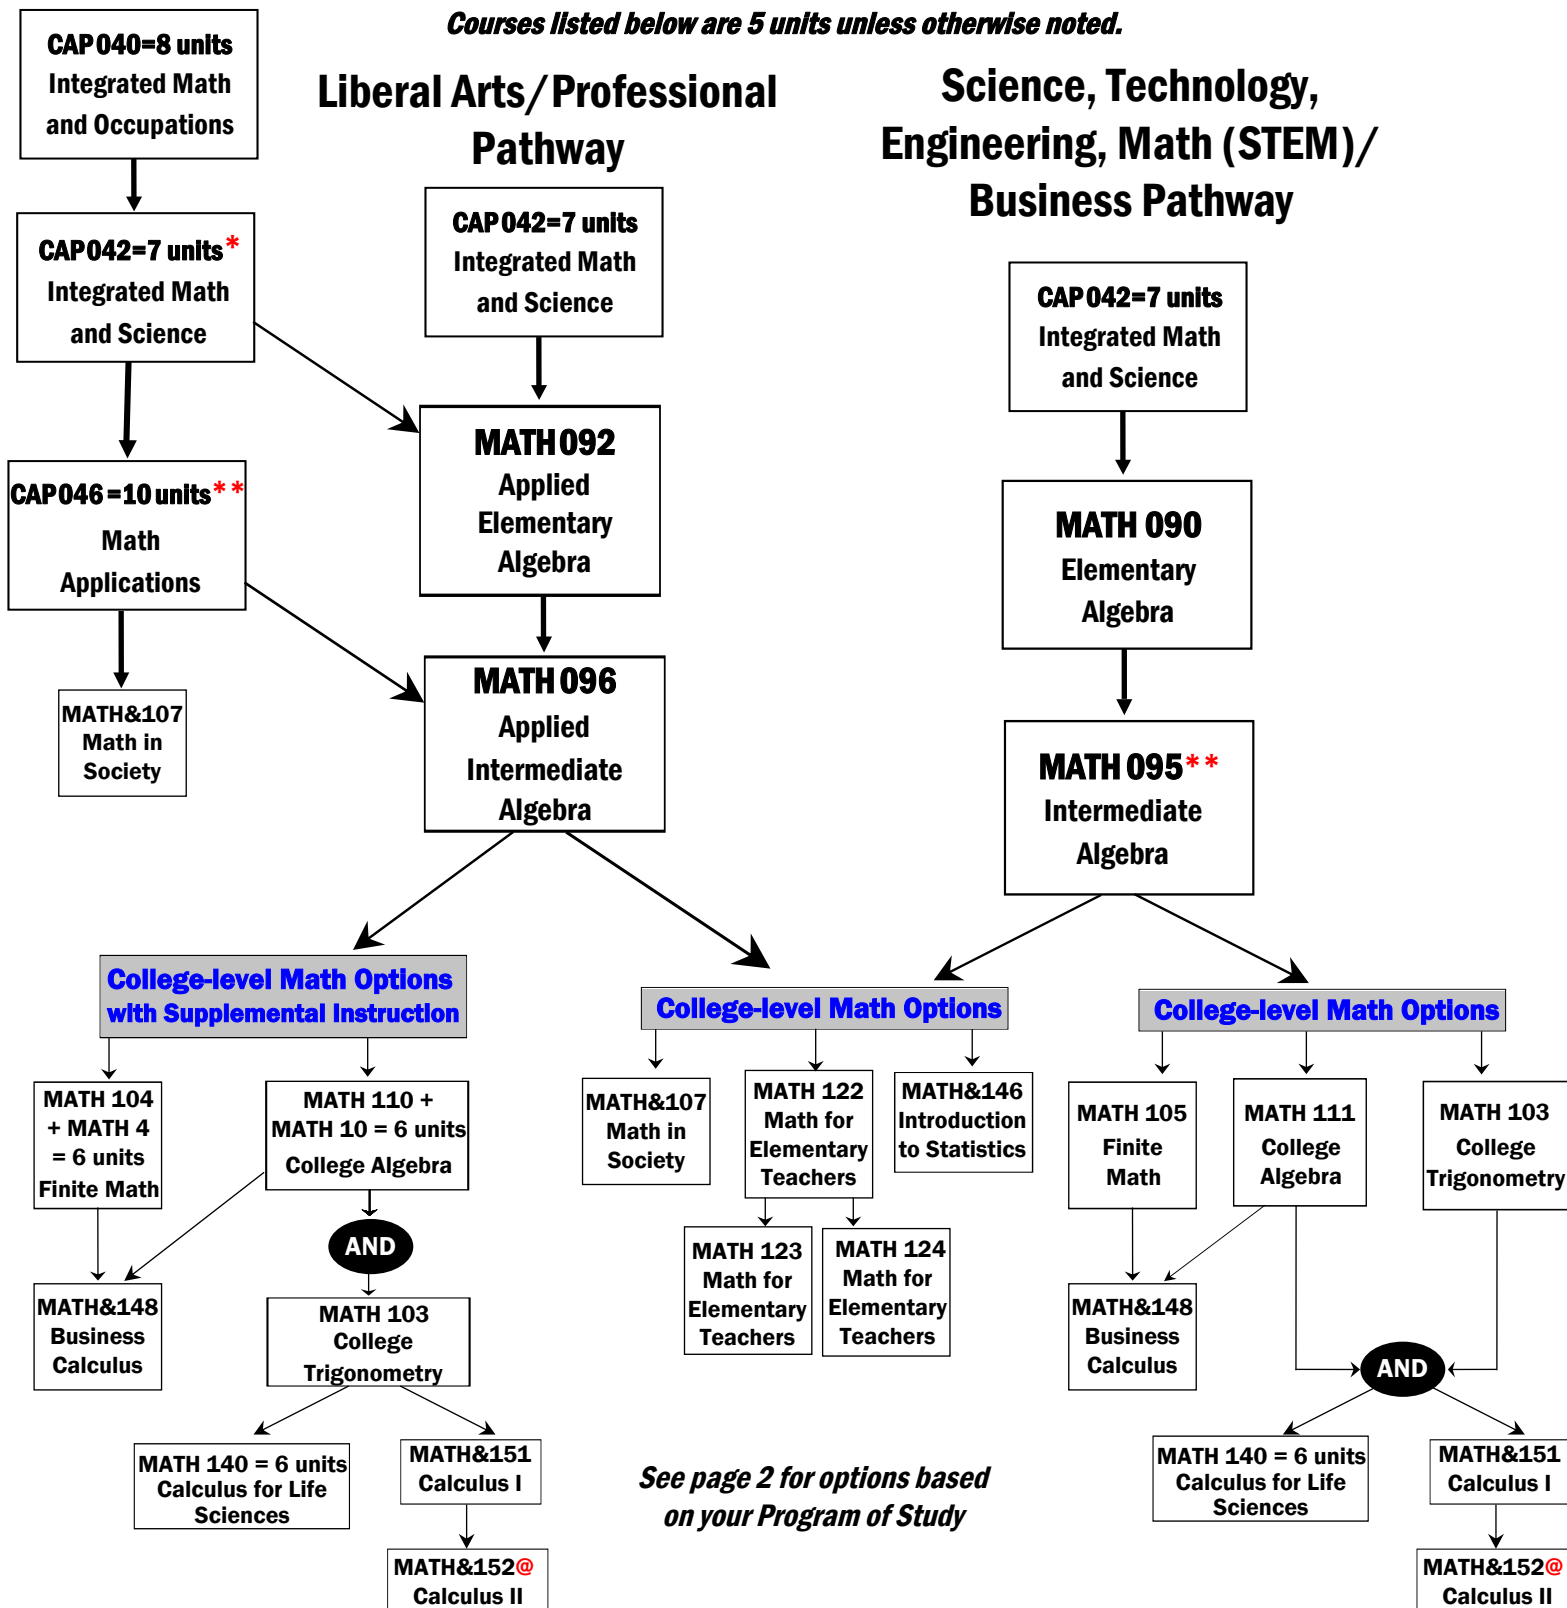 Courses listed below are 5 units unless otherwise noted.
CAP 040=8 units
Integrated Math
and Occupations
CAP 042=7 units*
Integrated Math
and Science
CAP 046 =10 units**
Math
Applications
MATH&107
Math in
Society
Liberal Arts/Professional
Pathway
CAP 042=7 units
Integrated Math
and Science
MATH 092
Applied
Elementary
Algebra
MATH 096
Applied
Intermediate
Algebra
Science, Technology,
Engineering, Math (STEM)/
Business Pathway
CAP 042=7 units
Integrated Math
and Science
MATH 090
Elementary
Algebra
MATH 095**
Intermediate
Algebra
College-level Math Options
with Supplemental Instruction
MATH 104
+ MATH 4
= 6 units
Finite Math
MATH 110 +
MATH 10 = 6 units
College Algebra
AND
MATH&148
Business
Calculus
MATH 103
College
Trigonometry
MATH 140 = 6 units
Calculus for Life
Sciences
MATH&151
Calculus I
MATH&152@
Calculus II
College-level Math Options
MATH&107
Math in
Society
MATH 122
Math for
Elementary
Teachers
MATH&146
Introduction
to Statistics
MATH 123
Math for
Elementary
Teachers
MATH 124
Math for
Elementary
Teachers
See page 2 for options based
on your Program of Study
College-level Math Options
MATH 105
Finite
Math
MATH 111
College
Algebra
MATH 103
College
Trigonometry
MATH&148
Business
Calculus
AND
MATH 140 = 6 units
Calculus for Life
Sciences
MATH&151
Calculus I
MATH&152@
Calculus II